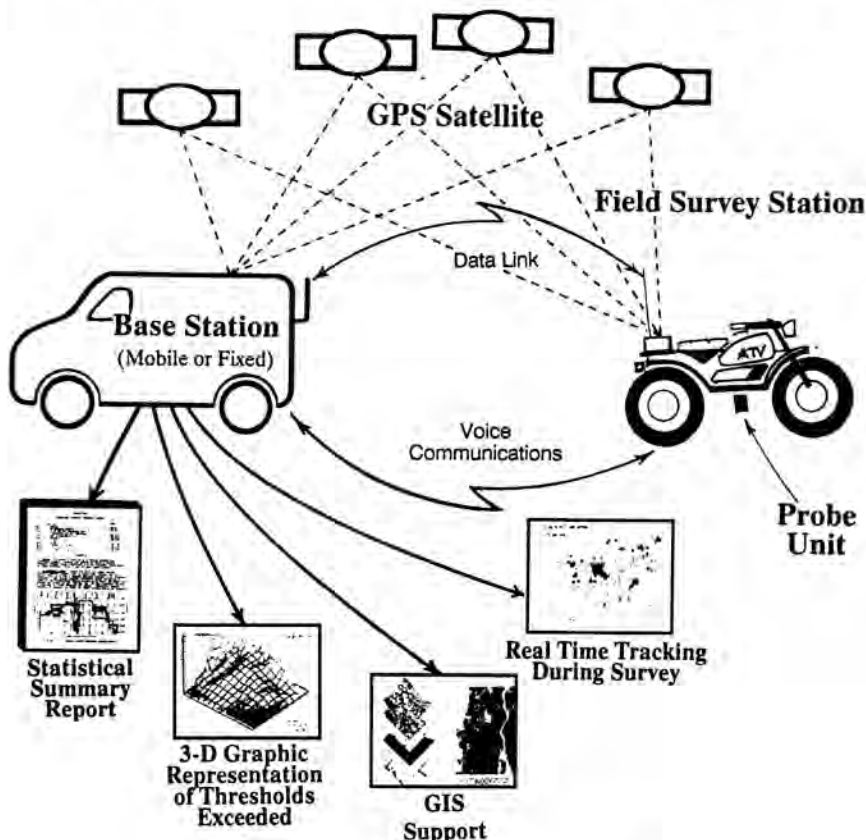 GPS Satellite
Field Survey Station
Data Link
Base Station
(Mobile or Fixed)
ATV
Voice
Communications
Probe
Unit
Real Time Tracking
During Survey
Statistical
Summary
Report
3-D Graphic
Representation
of Thresholds
Exceeded
GIS
Support